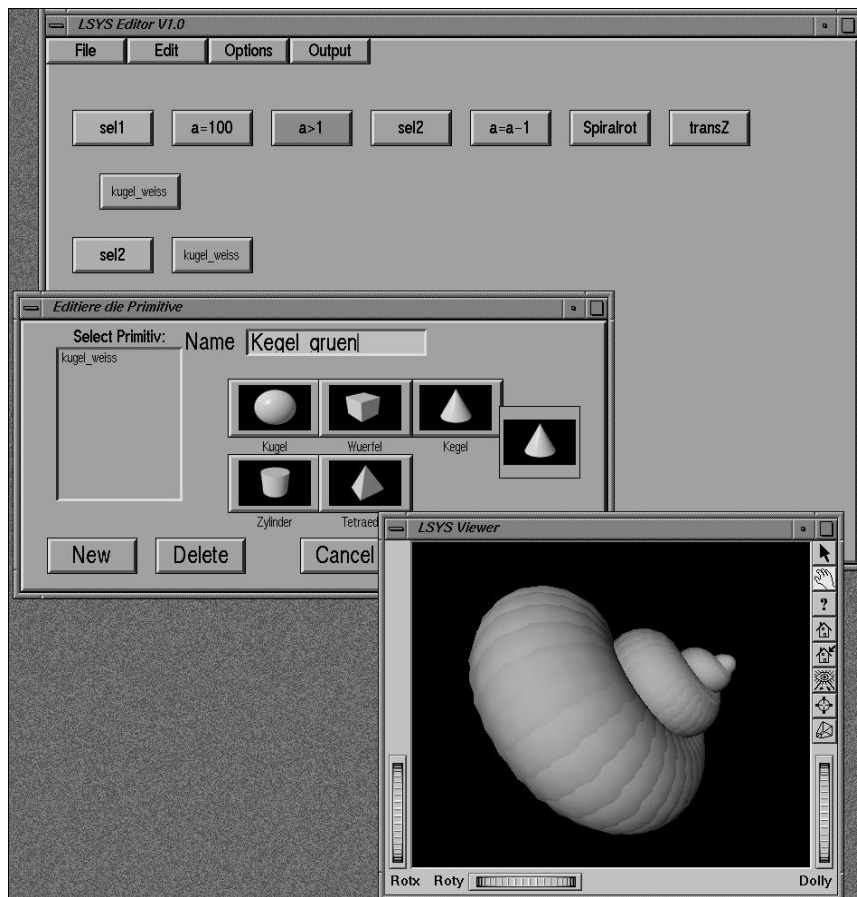 LSYS Editor V1.0
File Edit Options Output
sel1 a=100 a>1 sel2 a=a-1 Spiralrot transZ
kugel_weiss
sel2 kugel_weiss
Editiere die Primitive
Select Primitiv: Name Kegel_gruen
kugel_weiss
Kugel Wuerfel Kegel
Zylinder Tetraed
New Delete Cancel
LSYS Viewer
?
Rotx Roty Dolly